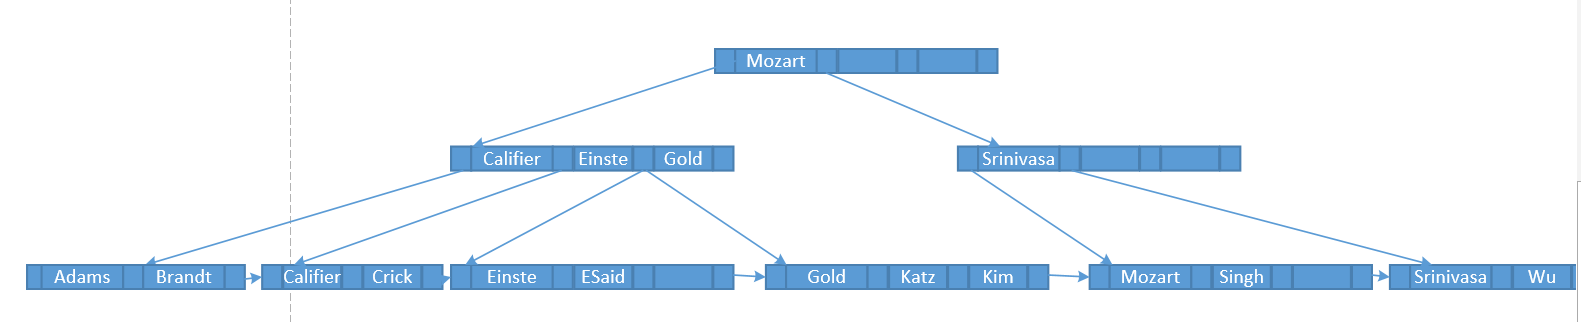 Mozart
Califier Einste Gold
Srinivasa
Adams Brandt
Califier Crick
Einste ESaid
Gold Katz Kim
Mozart Singh
Srinivasa Wu